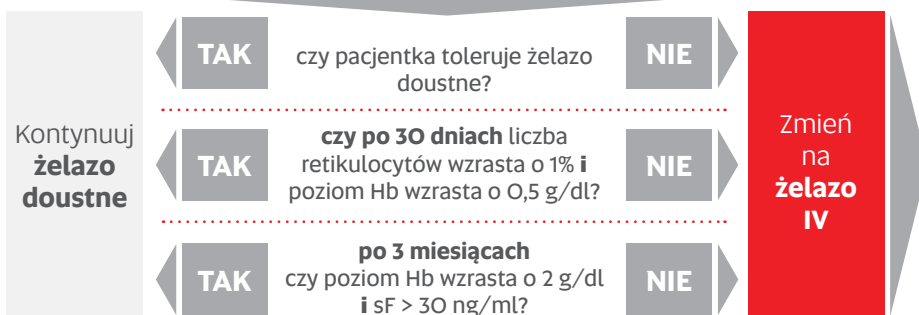 TAK
czy pacjentka toleruje żelazo
doustne?
NIE
Kontynuuj
żelazo
doustne
TAK
czy po 30 dniach liczba
retikulocytów wzrasta o 1% i
poziom Hb wzrasta o 0,5 g/dl?
NIE
Zmień
na
żelazo
IV
TAK
po 3 miesiącach
czy poziom Hb wzrasta o 2 g/dl
i sF > 30 ng/ml?
NIE